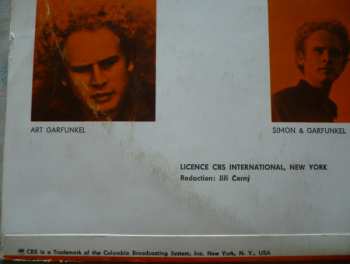 ART GARFUNKEL
SIMON & GARFUNKEL
LICENCE CBS INTERNATIONAL, NEW YORK
Redaction: Jiří Černý
CBS is a Trademark of the Columbia Broadcasting System, Inc. New York, N. Y., USA